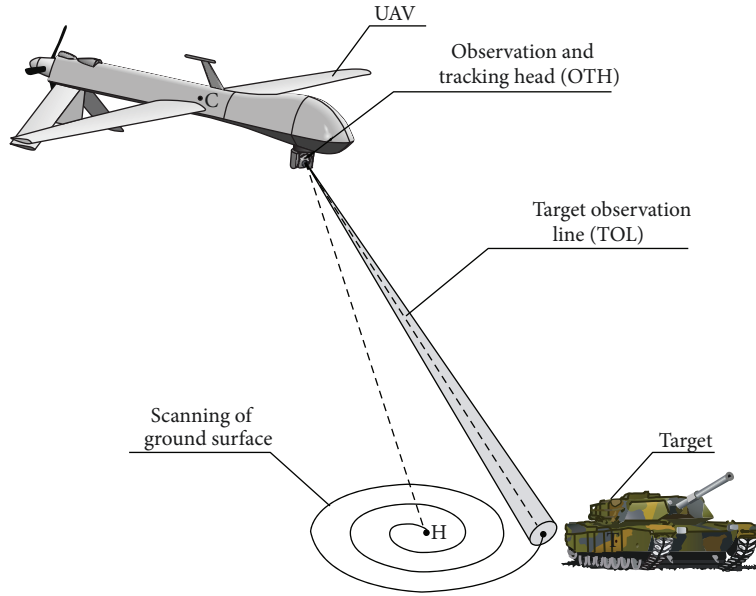 UAV
Observation and
tracking head (OTH)
C
Target observation
line (TOL)
Scanning of
ground surface
Target
H